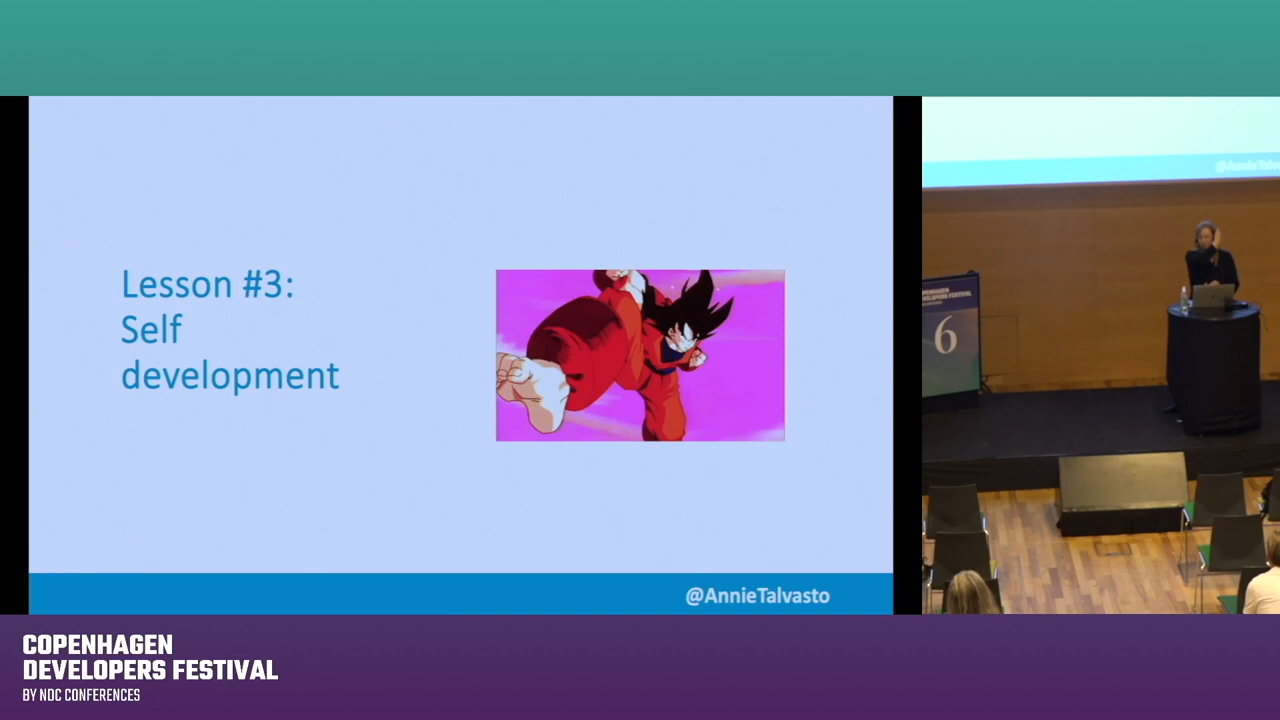 Lesson #3:
Self
development
@AnnieTalvasto
COPENHAGEN
DEVELOPERS FESTIVAL
BY NDC CONFERENCES
6